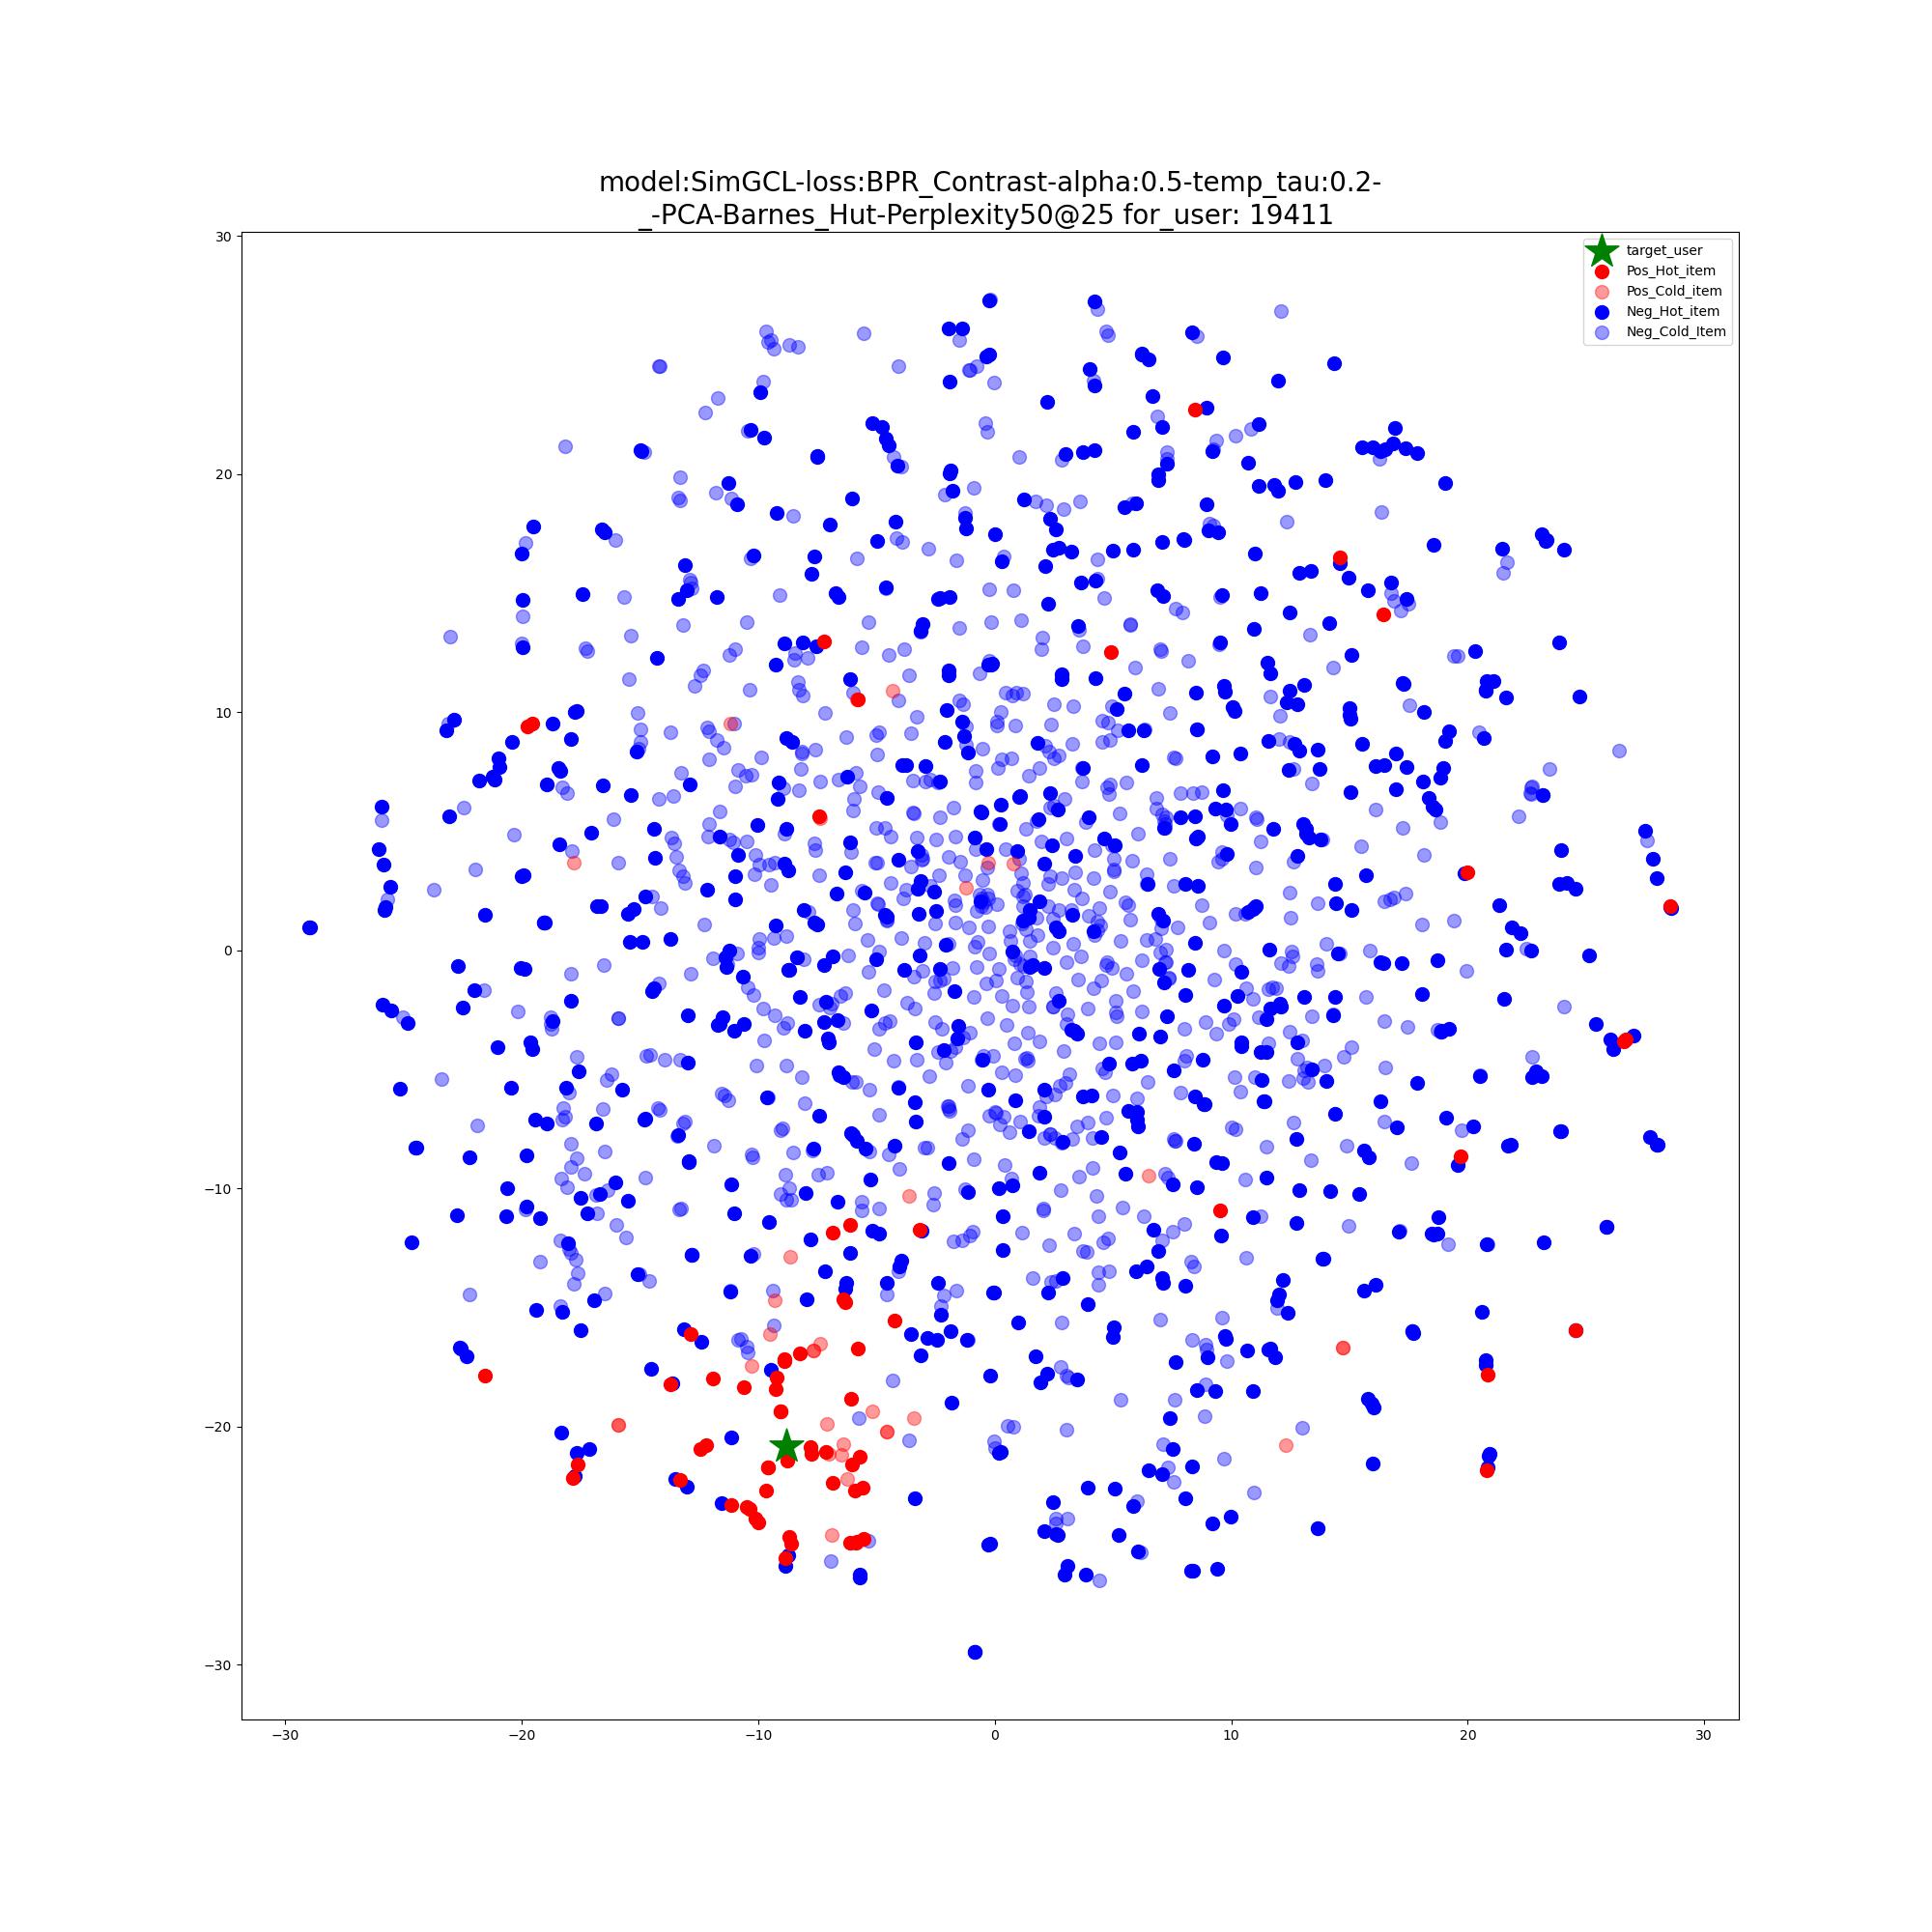 model:SimGCL-loss:BPR_Contrast-alpha:0.5-temp_tau:0.2-
_-PCA-Barnes_Hut-Perplexity50@25 for_user: 19411
30
20
10
0
−10
−20
−30
target_user
Pos_Hot_item
Pos_Cold_item
Neg_Hot_item
Neg_Cold_Item
−30
−20
−10
0
10
20
30